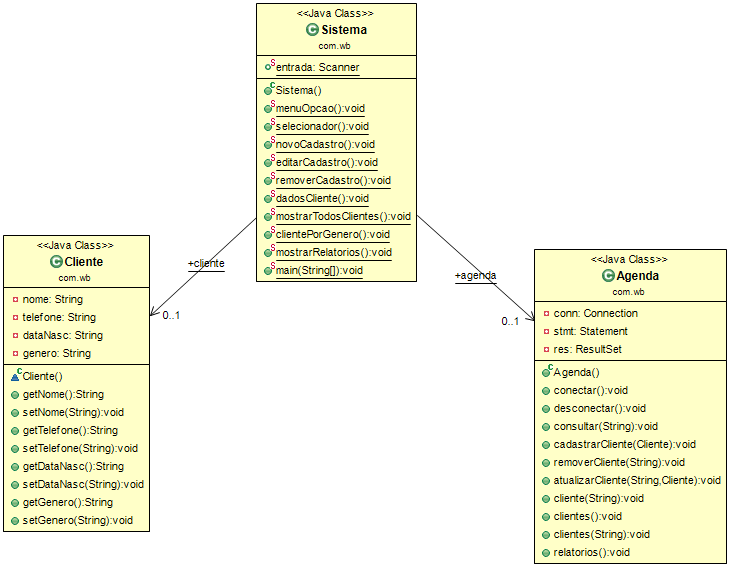 <<Java Class>>
Sistema
com.wb
entrada: Scanner
Sistema()
menuOpcao():void
selecionador():void
novoCadastro():void
editarCadastro():void
removerCadastro():void
dadosCliente():void
mostrarTodosClientes():void
clientePorGenero():void
mostrarRelatorios():void
main(String[]):void
+cliente
0..1
+agenda
0..1
<<Java Class>>
Cliente
com.wb
nome: String
telefone: String
dataNasc: String
genero: String
Cliente()
getNome():String
setNome(String):void
getTelefone():String
setTelefone(String):void
getDataNasc():String
setDataNasc(String):void
getGenero():String
setGenero(String):void
<<Java Class>>
Agenda
com.wb
conn: Connection
stmt: Statement
res: ResultSet
Agenda()
conectar():void
desconectar():void
consultar(String):void
cadastrarCliente(Cliente):void
removerCliente(String):void
atualizarCliente(String,Cliente):void
cliente(String):void
clientes():void
clientes(String):void
relatorios():void